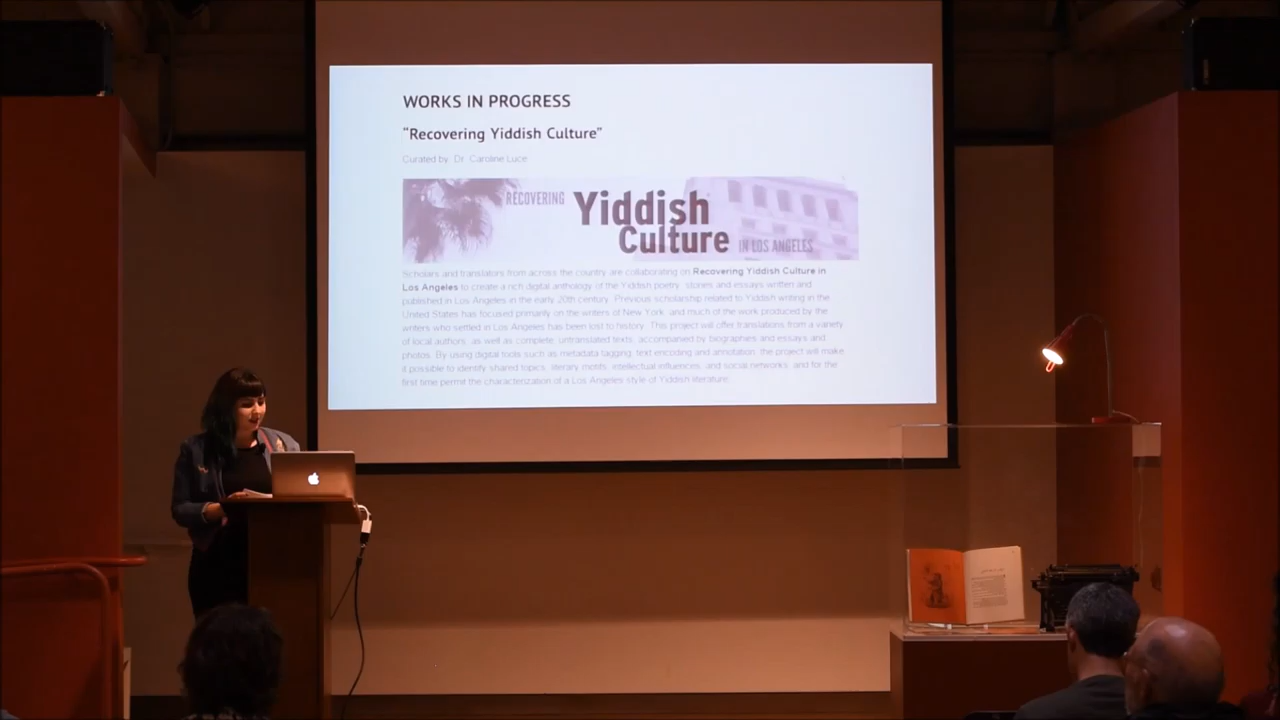 WORKS IN PROGRESS
“Recovering Yiddish Culture”
Curated by: Dr. Caroline Luce
RECOVERING
Yiddish
Culture
IN LOS ANGELES
Scholars and translators from across the country are collaborating on Recovering Yiddish Culture in
Los Angeles to create a rich digital anthology of the Yiddish poetry, stories and essays written and
published in Los Angeles in the early 20th century. Previous scholarship related to Yiddish writing in the
United States has focused primarily on the writers of New York, and much of the work produced by the
writers who settled in Los Angeles has been lost to history. This project will offer translations from a variety
of local authors, as well as complete, untranslated texts, accompanied by biographies and essays and
photos. By using digital tools such as metadata tagging, text encoding and annotation, the project will make
it possible to identify shared topics, literary motifs, intellectual influences, and social networks, and for the
first time permit the characterization of a Los Angeles style of Yiddish literature.